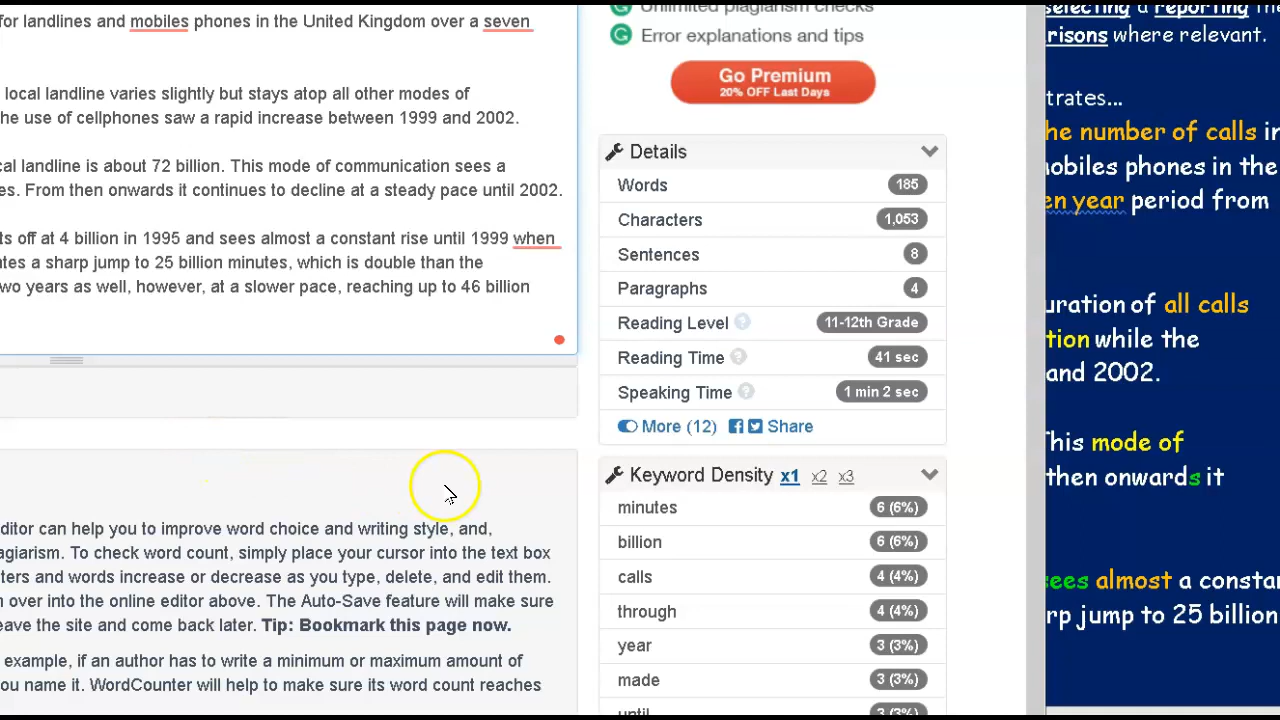 for landlines and mobiles phones in the United Kingdom over a seven
local landline varies slightly but stays atop all other modes of
he use of cellphones saw a rapid increase between 1999 and 2002.
cal landline is about 72 billion. This mode of communication sees a
es. From then onwards it continues to decline at a steady pace until 2002.
ts off at 4 billion in 1995 and sees almost a constant rise until 1999 when
ates a sharp jump to 25 billion minutes, which is double than the
wo years as well, however, at a slower pace, reaching up to 46 billion
ditor can help you to improve word choice and writing style, and,
agiarism. To check word count, simply place your cursor into the text box
ters and words increase or decrease as you type, delete, and edit them.
n over into the online editor above. The Auto-Save feature will make sure
eave the site and come back later. Tip: Bookmark this page now.
example, if an author has to write a minimum or maximum amount of
ou name it. WordCounter will help to make sure its word count reaches
Unlimited plagiarism checks
Error explanations and tips
Go Premium
20% OFF Last Days
Details
Words 185
Characters 1,053
Sentences 8
Paragraphs 4
Reading Level ? 11-12th Grade
Reading Time ? 41 sec
Speaking Time ? 1 min 2 sec
More (12) Share
Keyword Density x1 x2 x3
minutes 6 (6%)
billion 6 (6%)
calls 4 (4%)
through 4 (4%)
year 3 (3%)
made 3 (3%)
until 3 (3%)
selecting a reporting the
risons where relevant.
trates...
he number of calls in
mobiles phones in the
en year period from
uration of all calls
tion while the
and 2002.
This mode of
then onwards it
sees almost a consta
rp jump to 25 billion